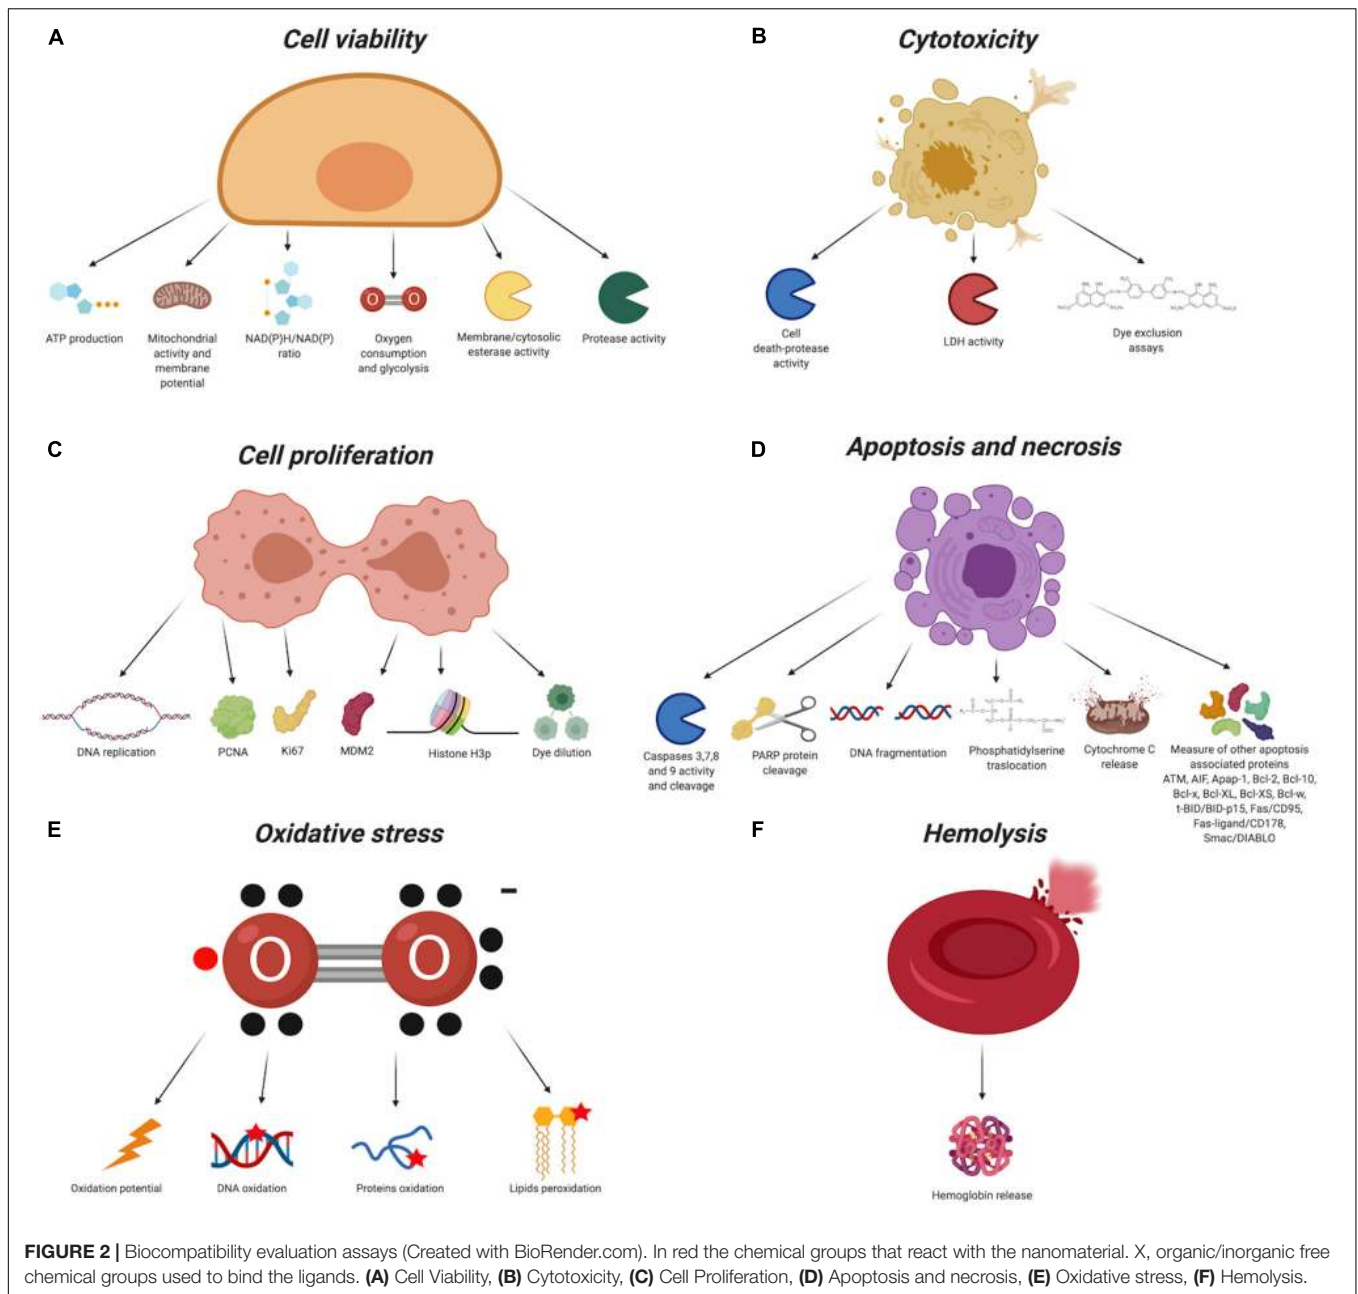 A
Cell viability
ATP production
Mitochondrial
activity and
membrane
potential
NAD(P)H/NAD(P)
ratio
O O
Oxygen
consumption
and glycolysis
Membrane/cytosolic
esterase activity
Protease activity
B
Cytotoxicity
Cell
death-protease
activity
LDH activity
Dye exclusion
assays
C
Cell proliferation
DNA replication
PCNA
Ki67
MDM2
Histone H3p
Dye dilution
D
Apoptosis and necrosis
Caspases 3,7,8
and 9 activity
and cleavage
PARP protein
cleavage
DNA fragmentation
Phosphatidylserine
traslocation
Cytochrome C
release
Measure of other apoptosis
associated proteins
ATM, AIF, Apap-1, Bcl-2, Bcl-10,
Bcl-x, Bcl-XL, Bcl-XS, Bcl-w,
t-BID/BID-p15, Fas/CD95,
Fas-ligand/CD178,
Smac/DIABLO
E
Oxidative stress
O O
Oxidation potential
DNA oxidation
Proteins oxidation
Lipids peroxidation
F
Hemolysis
Hemoglobin release
FIGURE 2 | Biocompatibility evaluation assays (Created with BioRender.com). In red the chemical groups that react with the nanomaterial. X, organic/inorganic free
chemical groups used to bind the ligands. (A) Cell Viability, (B) Cytotoxicity, (C) Cell Proliferation, (D) Apoptosis and necrosis, (E) Oxidative stress, (F) Hemolysis.